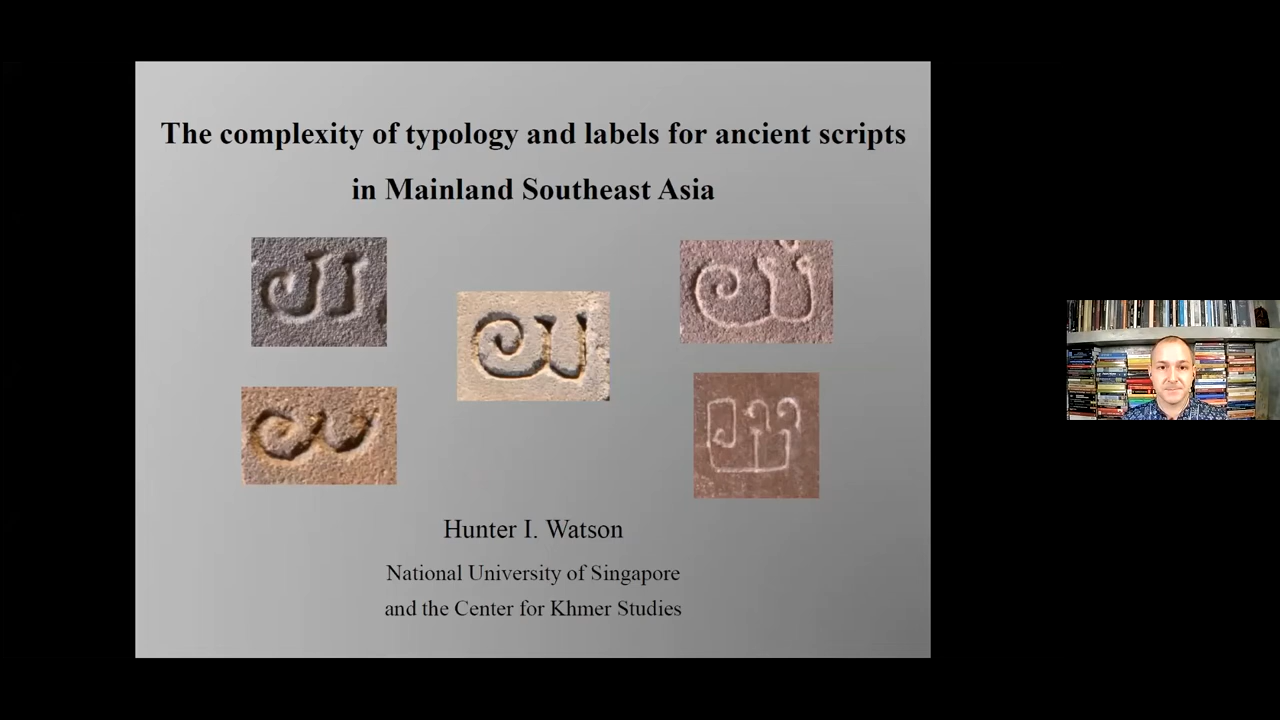 The complexity of typology and labels for ancient scripts
in Mainland Southeast Asia
Hunter I. Watson
National University of Singapore
and the Center for Khmer Studies